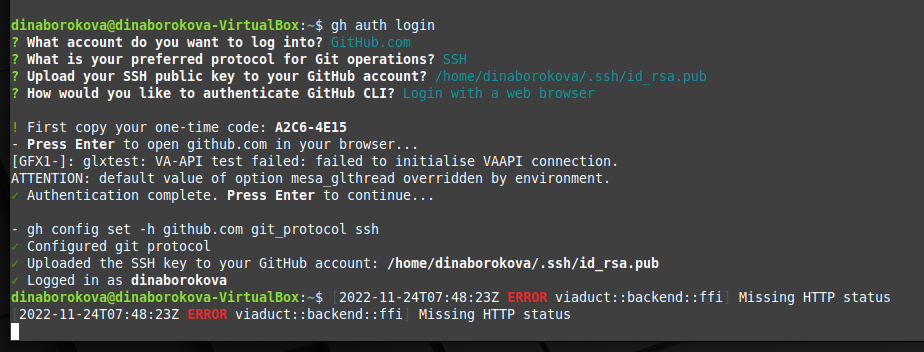 dinaborokova@dinaborokova-VirtualBox:~$ gh auth login
? What account do you want to log into? GitHub.com
? What is your preferred protocol for Git operations? SSH
? Upload your SSH public key to your GitHub account? /home/dinaborokova/.ssh/id_rsa.pub
? How would you like to authenticate GitHub CLI? Login with a web browser
! First copy your one-time code: A2C6-4E15
- Press Enter to open github.com in your browser...
[GFX1-]: glxtest: VA-API test failed: failed to initialise VAAPI connection.
ATTENTION: default value of option mesa_glthread overridden by environment.
✓ Authentication complete. Press Enter to continue...
- gh config set -h github.com git_protocol ssh
✓ Configured git protocol
✓ Uploaded the SSH key to your GitHub account: /home/dinaborokova/.ssh/id_rsa.pub
✓ Logged in as dinaborokova
dinaborokova@dinaborokova-VirtualBox:~$ [2022-11-24T07:48:23Z ERROR viaduct::backend::ffi] Missing HTTP status
[2022-11-24T07:48:23Z ERROR viaduct::backend::ffi] Missing HTTP status